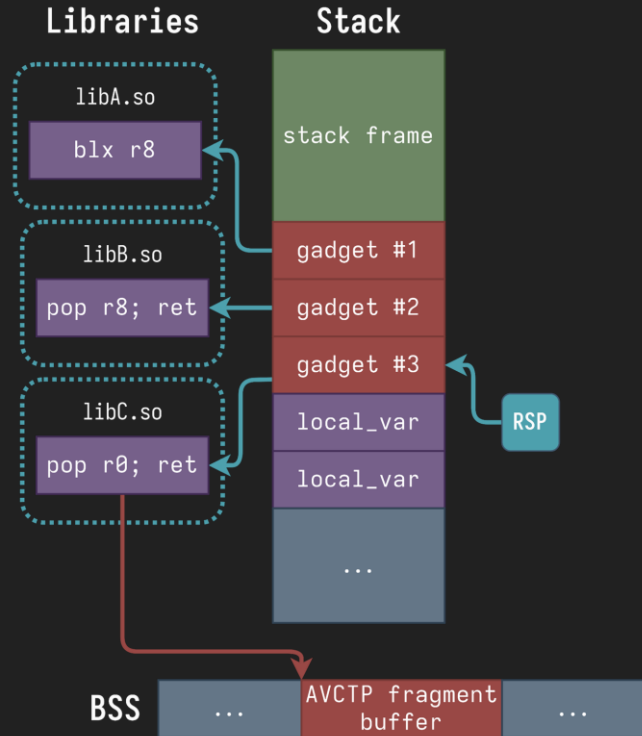 Libraries
Stack
libA.so
blx r8
stack frame
gadget #1
libB.so
pop r8; ret
gadget #2
gadget #3
RSP
libC.so
pop r0; ret
local_var
local_var
...
BSS
...
AVCTP fragment
buffer
...